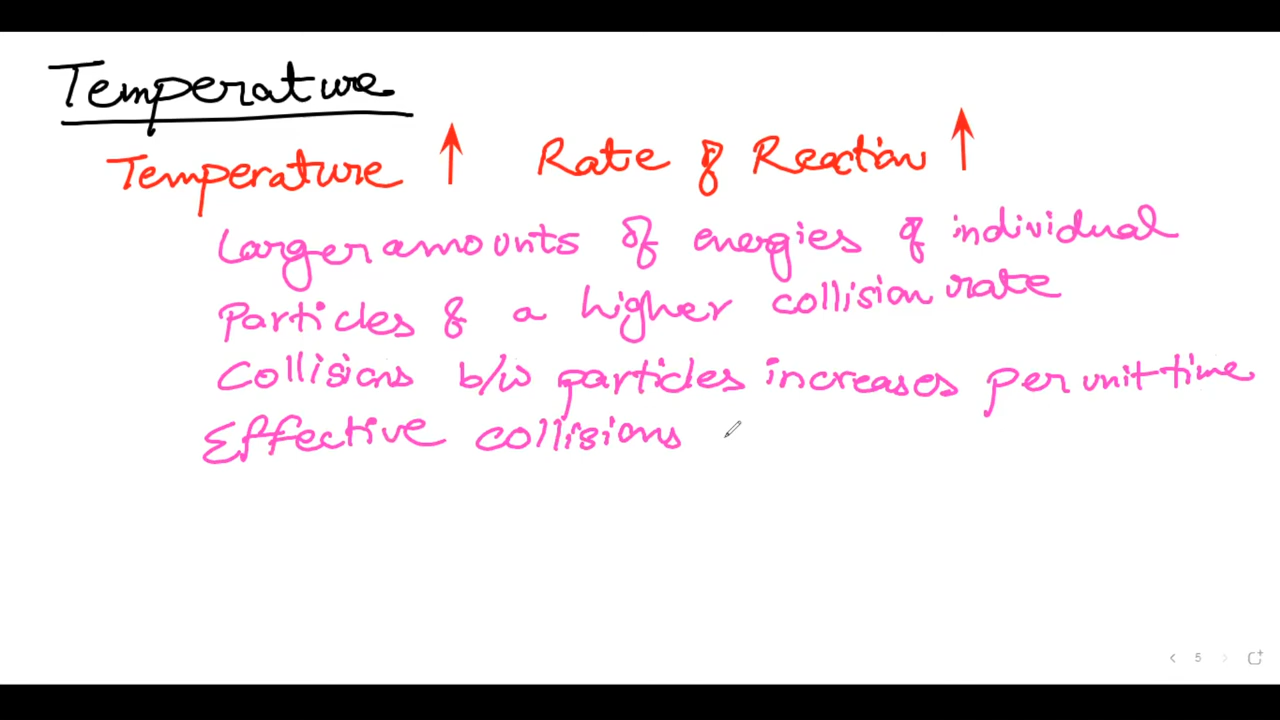 Temperature
Temperature ↑ Rate of Reaction ↑
Larger amounts of energies of individual
Particles & a higher collision rate
Collisions b/w particles increases per unit time
Effective collisions
5